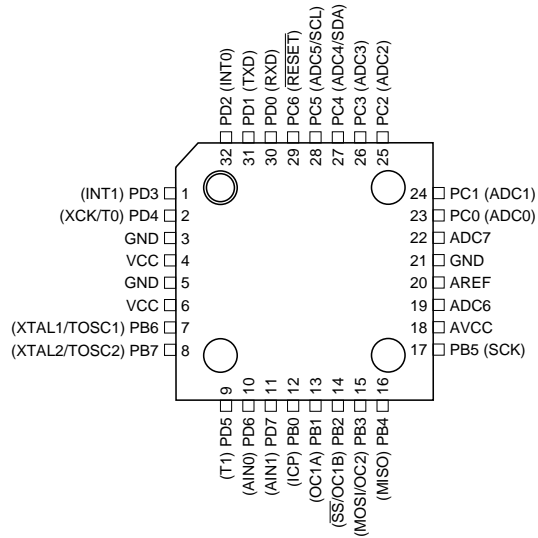 32 PD2 (INT0)
31 PD1 (TXD)
30 PD0 (RXD)
29 PC6 (R̅E̅S̅E̅T̅)
28 PC5 (ADC5/SCL)
27 PC4 (ADC4/SDA)
26 PC3 (ADC3)
25 PC2 (ADC2)
(INT1) PD3 1
(XCK/T0) PD4 2
GND 3
VCC 4
GND 5
VCC 6
(XTAL1/TOSC1) PB6 7
(XTAL2/TOSC2) PB7 8
24 PC1 (ADC1)
23 PC0 (ADC0)
22 ADC7
21 GND
20 AREF
19 ADC6
18 AVCC
17 PB5 (SCK)
(T1) PD5 9
(AIN0) PD6 10
(AIN1) PD7 11
(ICP) PB0 12
(OC1A) PB1 13
(S̅S̅/OC1B) PB2 14
(MOSI/OC2) PB3 15
(MISO) PB4 16